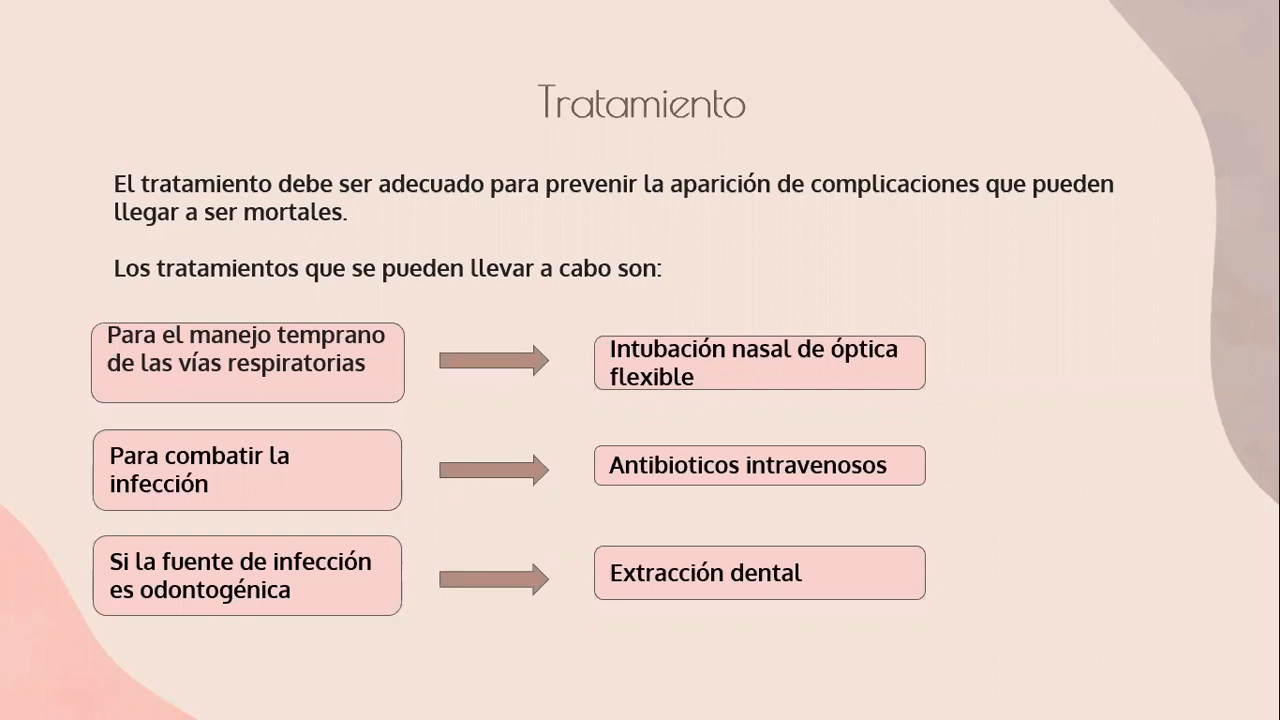 Tratamiento
El tratamiento debe ser adecuado para prevenir la aparición de complicaciones que pueden
llegar a ser mortales.
Los tratamientos que se pueden llevar a cabo son:
Para el manejo temprano
de las vías respiratorias
Intubación nasal de óptica
flexible
Para combatir la
infección
Antibioticos intravenosos
Si la fuente de infección
es odontogénica
Extracción dental